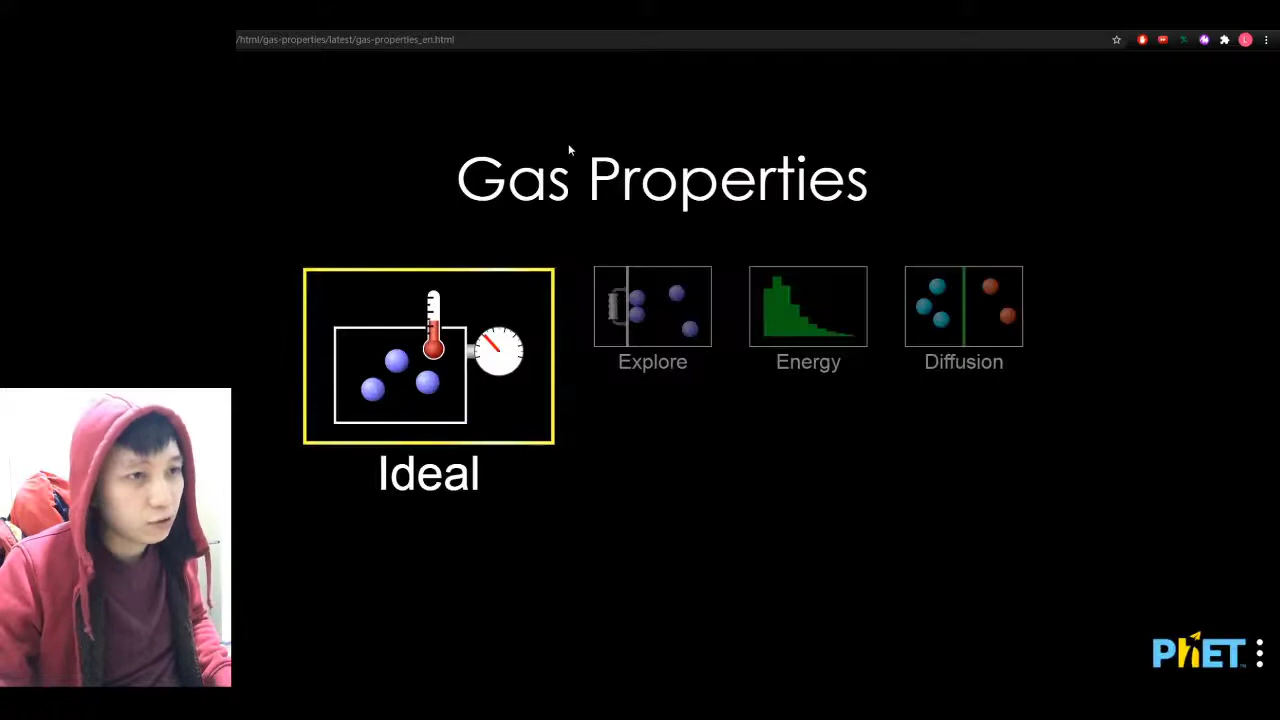 /html/gas-properties/latest/gas-properties_en.html
L
Gas Properties
Explore
Energy
Diffusion
Ideal
PhET